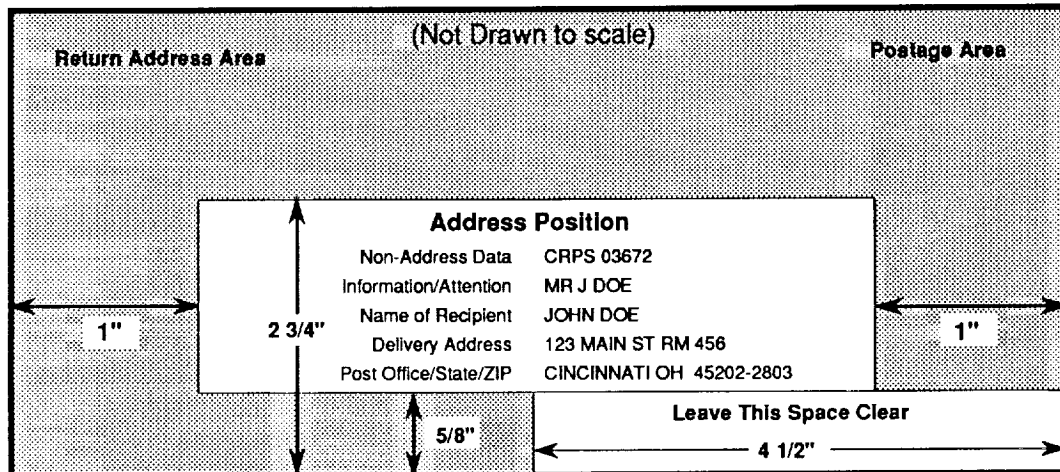 (Not Drawn to scale)
Return Address Area
Postage Area
Address Position
Non-Address Data CRPS 03672
Information/Attention MR J DOE
Name of Recipient JOHN DOE
Delivery Address 123 MAIN ST RM 456
Post Office/State/ZIP CINCINNATI OH 45202-2803
1"
2 3/4"
1"
Leave This Space Clear
5/8"
4 1/2"